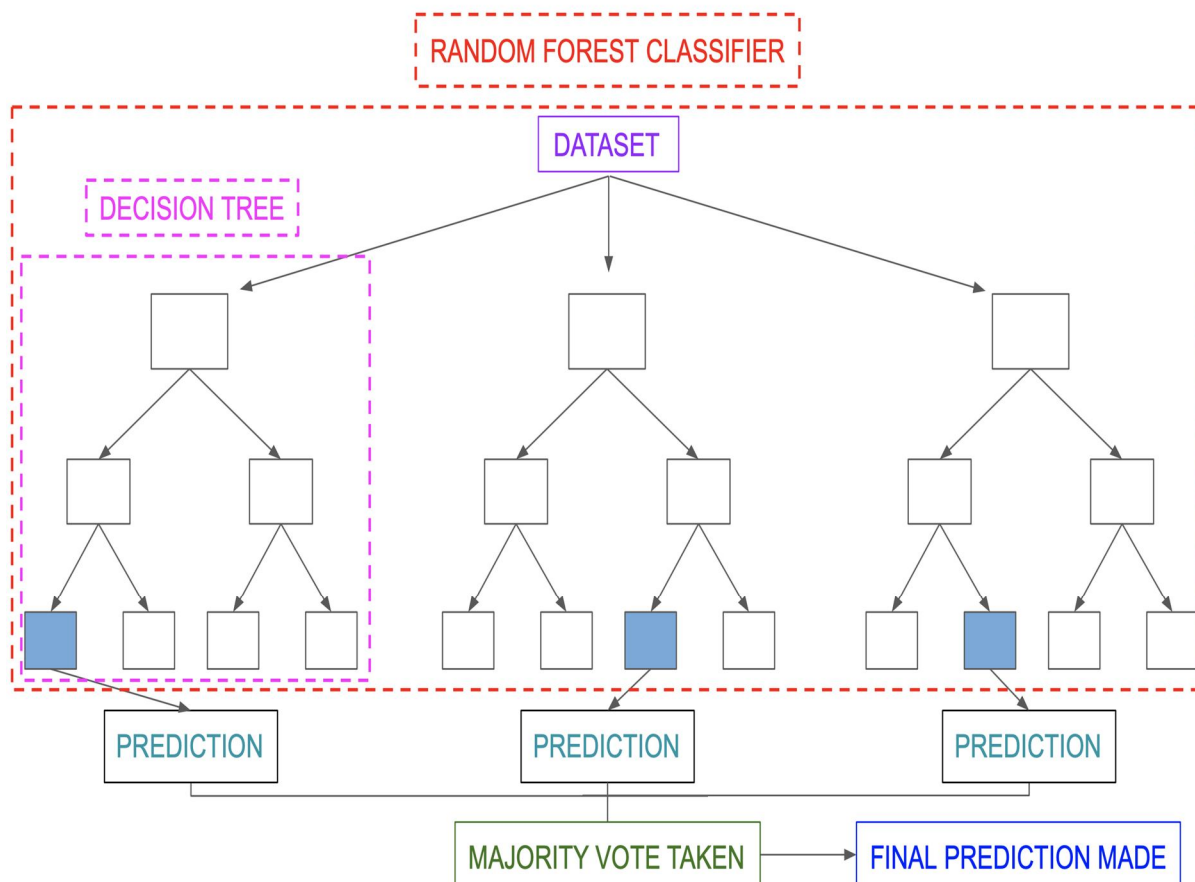 RANDOM FOREST CLASSIFIER
DATASET
DECISION TREE
PREDICTION
PREDICTION
PREDICTION
MAJORITY VOTE TAKEN
FINAL PREDICTION MADE